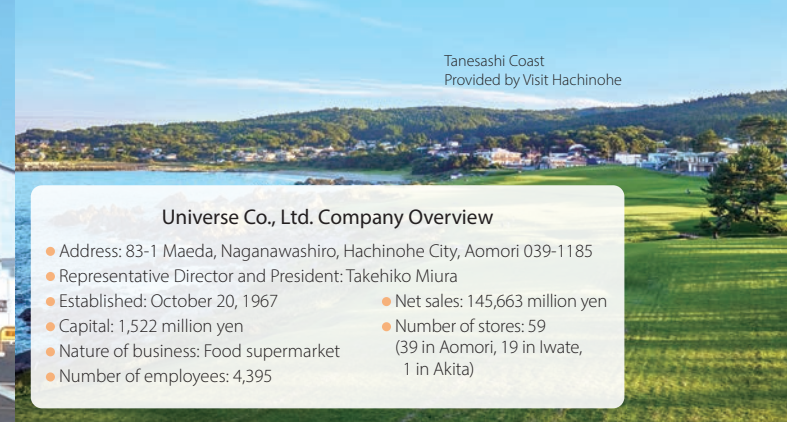 Tanesashi Coast
Provided by Visit Hachinohe
Universe Co., Ltd. Company Overview
● Address: 83-1 Maeda, Naganawashiro, Hachinohe City, Aomori 039-1185
● Representative Director and President: Takehiko Miura
● Established: October 20, 1967
● Capital: 1,522 million yen
● Nature of business: Food supermarket
● Number of employees: 4,395
● Net sales: 145,663 million yen
● Number of stores: 59
(39 in Aomori, 19 in Iwate,
1 in Akita)